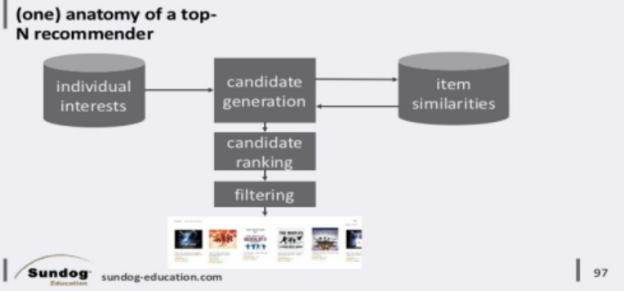 (one) anatomy of a top-
N recommender
individual
interests
candidate
generation
item
similarities
candidate
ranking
filtering
Sundog
Education
sundog-education.com
97